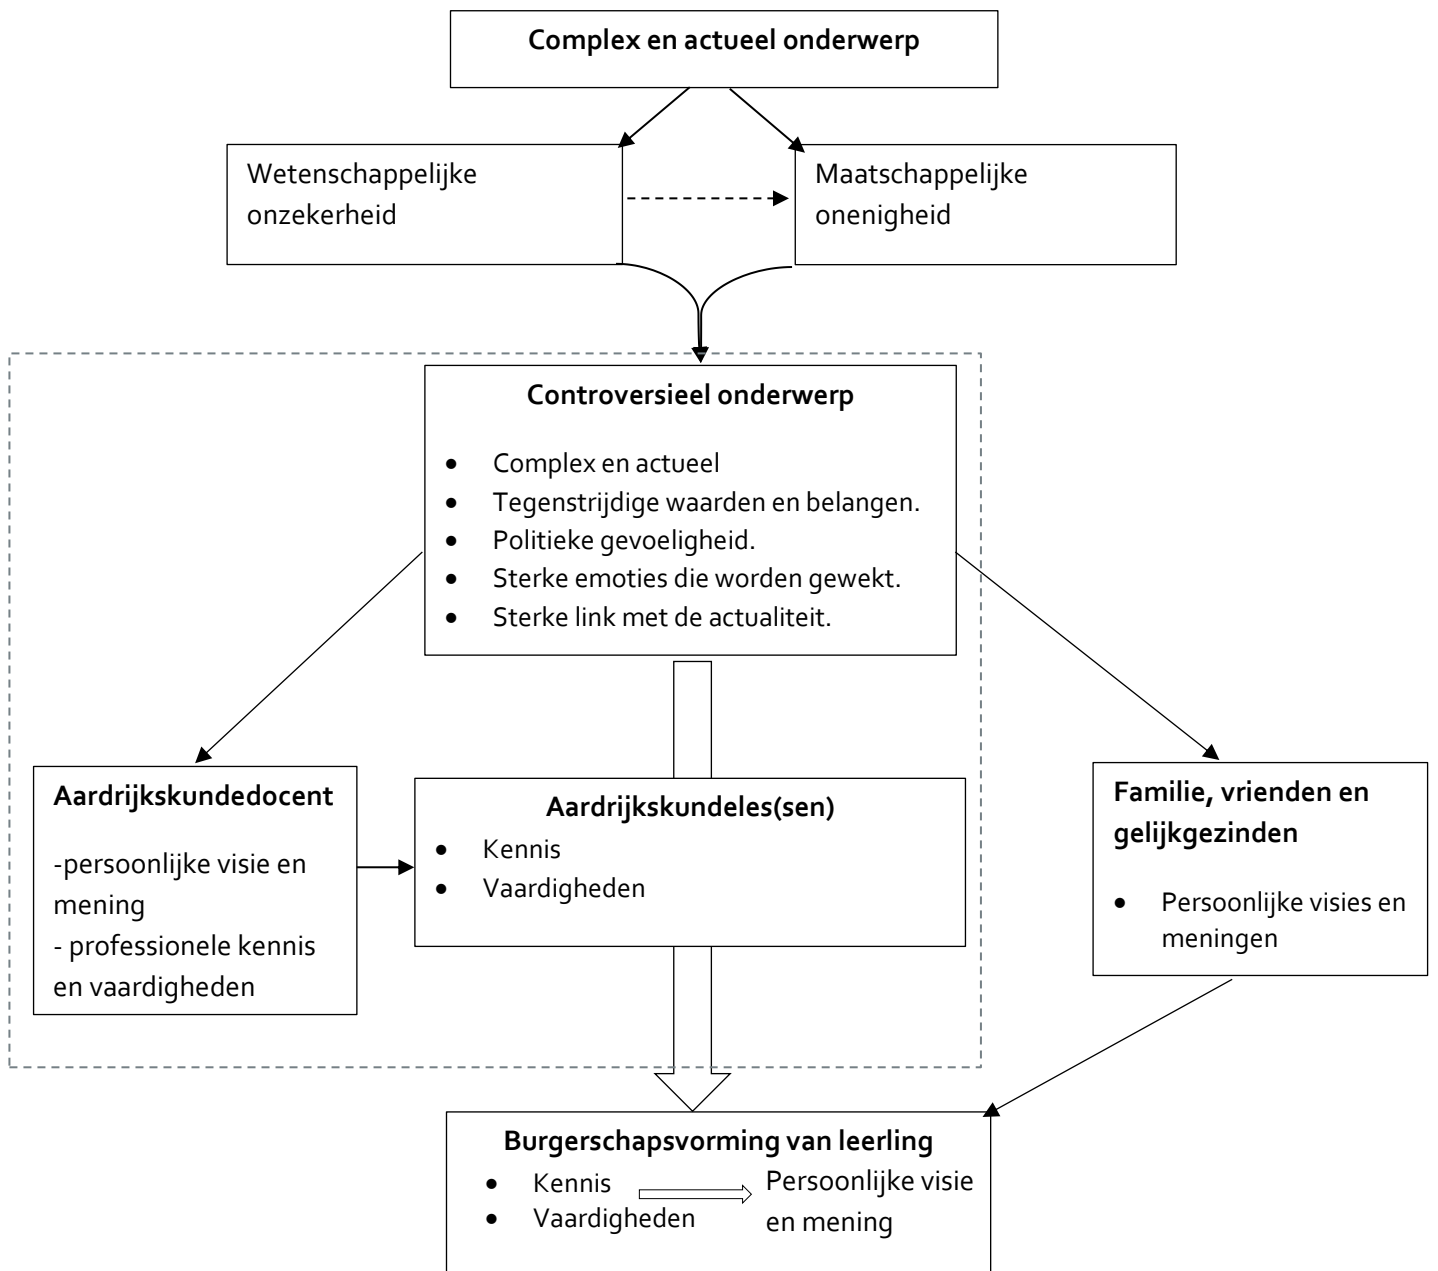 Complex en actueel onderwerp
Wetenschappelijke
onzekerheid
Maatschappelijke
onenigheid
Controversieel onderwerp
• Complex en actueel
• Tegenstrijdige waarden en belangen.
• Politieke gevoeligheid.
• Sterke emoties die worden gewekt.
• Sterke link met de actualiteit.
Aardrijkskundedocent
-persoonlijke visie en
mening
- professionele kennis
en vaardigheden
Aardrijkskundeles(sen)
• Kennis
• Vaardigheden
Familie, vrienden en
gelijkgezinden
• Persoonlijke visies en
meningen
Burgerschapsvorming van leerling
• Kennis
• Vaardigheden
Persoonlijke visie
en mening